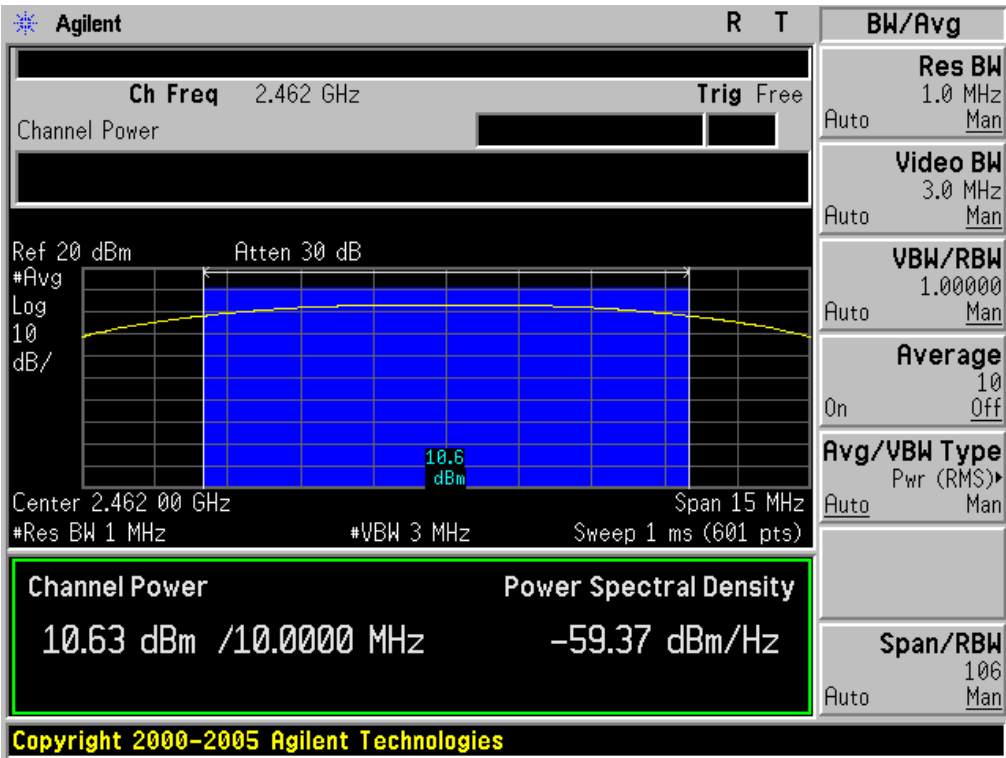 Agilent R T
Ch Freq 2.462 GHz Trig Free
Channel Power
Ref 20 dBm Atten 30 dB
#Avg
Log
10
dB/
10.6
dBm
Center 2.462 00 GHz Span 15 MHz
#Res BW 1 MHz #VBW 3 MHz Sweep 1 ms (601 pts)
Channel Power Power Spectral Density
10.63 dBm /10.0000 MHz -59.37 dBm/Hz
BW/Avg
Res BW
1.0 MHz
Auto Man
Video BW
3.0 MHz
Auto Man
VBW/RBW
1.00000
Auto Man
Average
10
On Off
Avg/VBW Type
Pwr (RMS)▸
Auto Man
Span/RBW
106
Auto Man
Copyright 2000-2005 Agilent Technologies